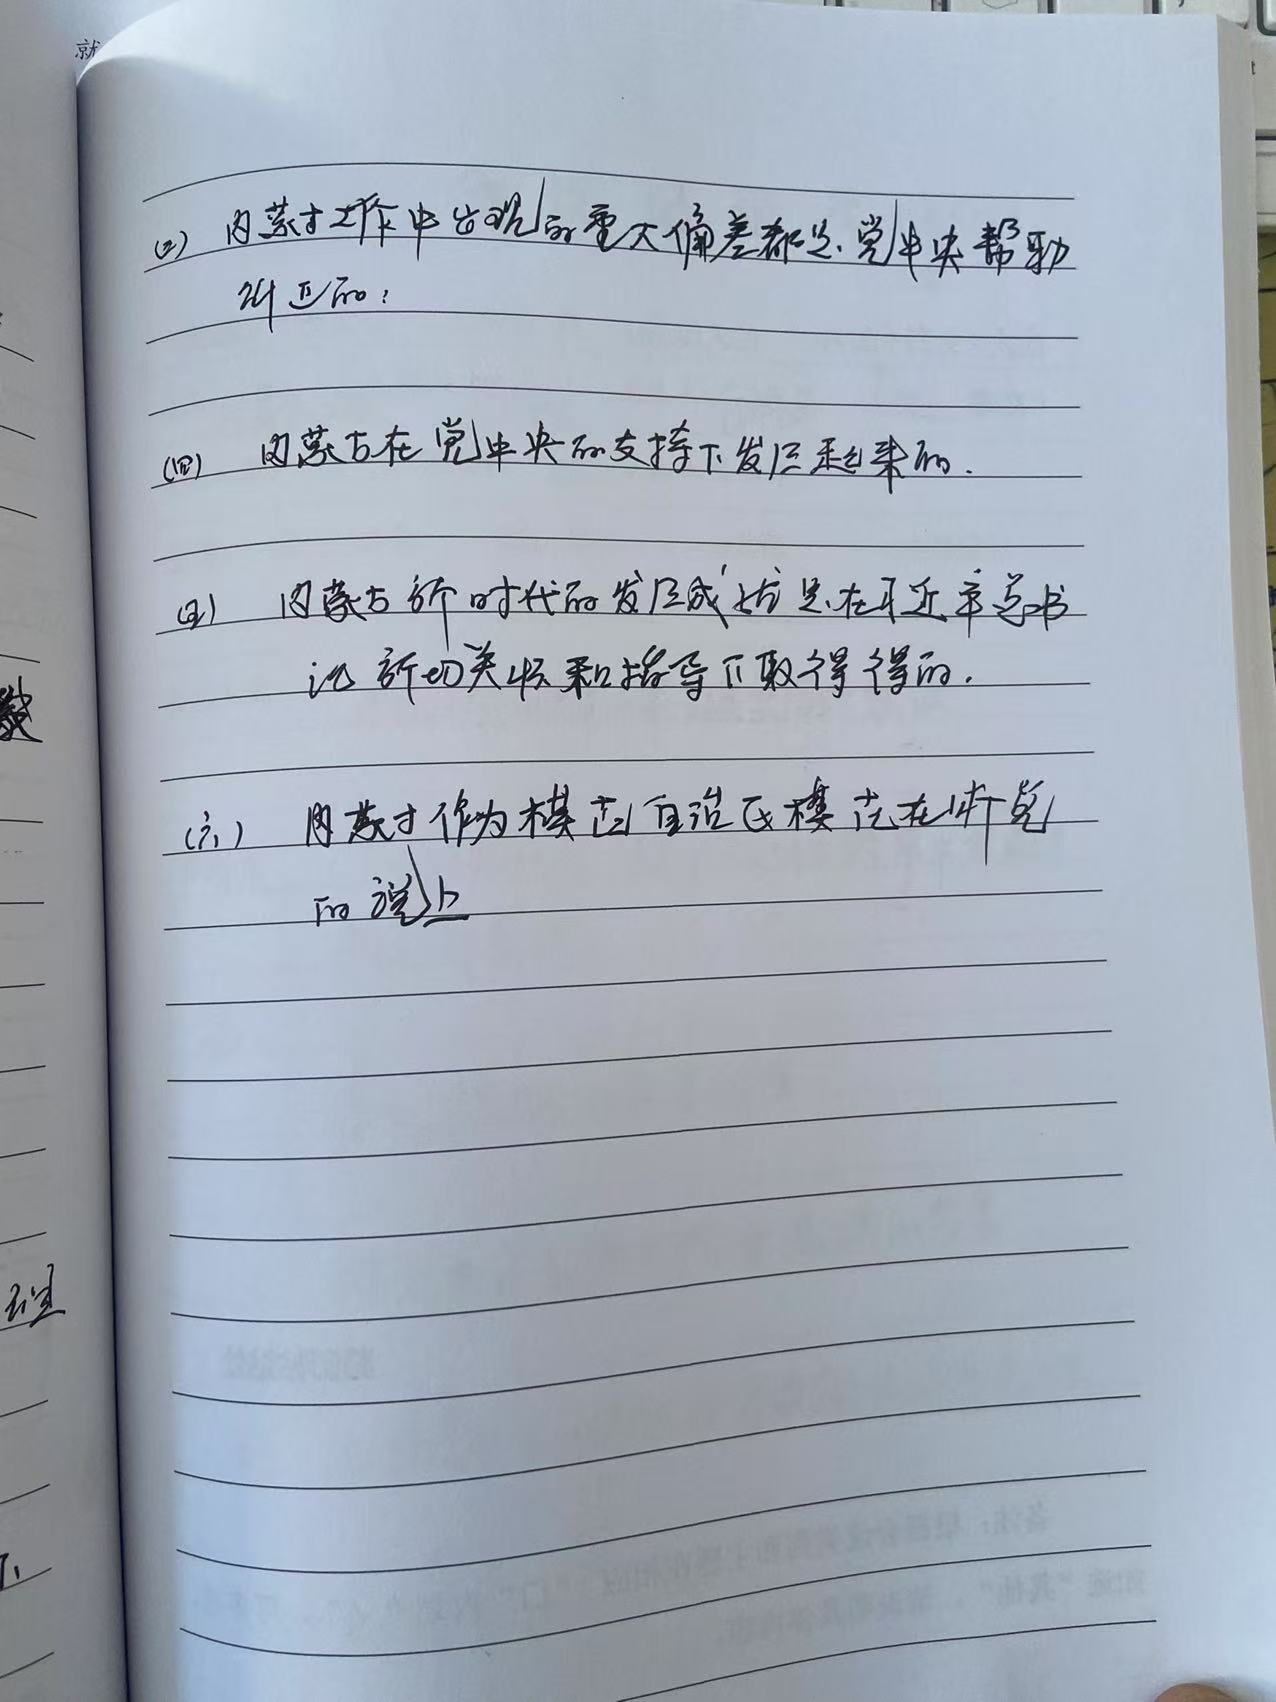 就
(三) 内蒙古工作中出现的重大偏差都是党中央帮助
纠正的;
(四) 内蒙古在党中央的支持下发展起来的.
(五) 内蒙古新时代的发展成就是在习近平总书
记亲切关怀和指导下取得得的.
(六) 内蒙古作为模范自治区模范在听党
的话上